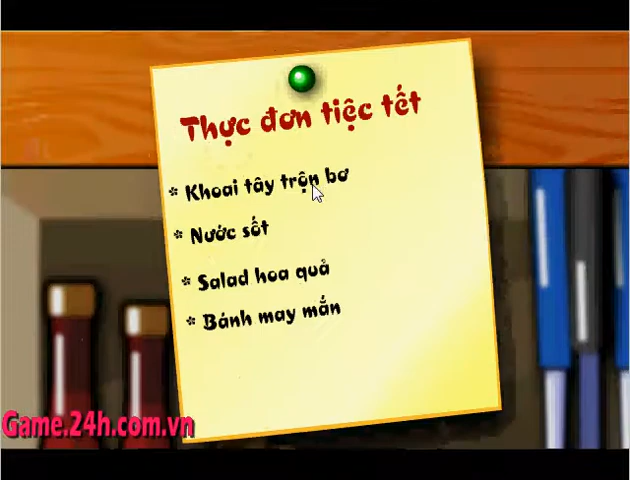 Thực đơn tiệc tết
* Khoai tây trộn bơ
* Nước sốt
* Salad hoa quả
* Bánh may mắn
Game.24h.com.vn